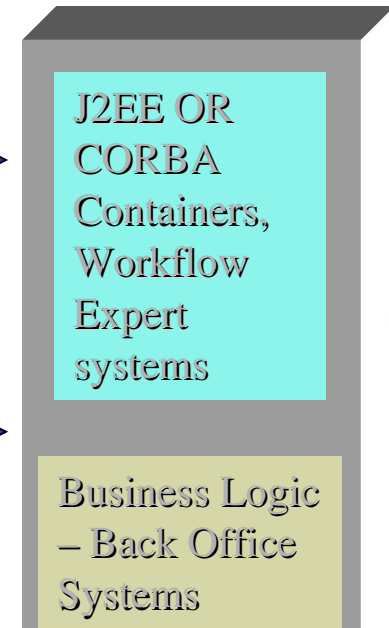 J2EE OR
CORBA
Containers,
Workflow
Expert
systems
Business Logic
– Back Office
Systems